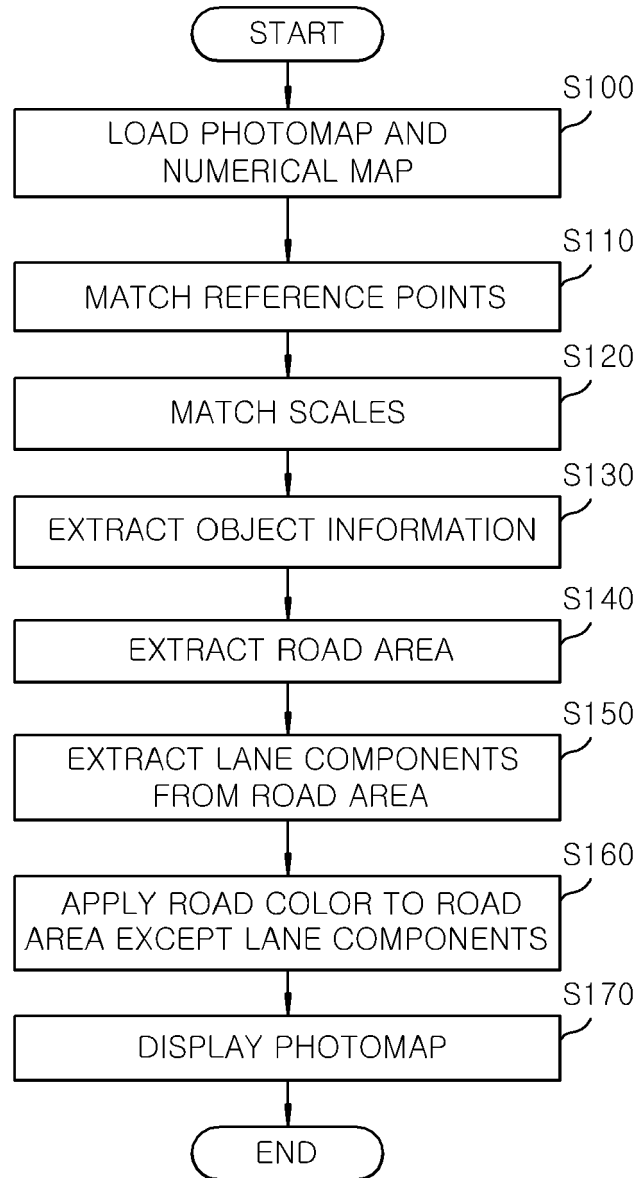 START
S100
LOAD PHOTOMAP AND
NUMERICAL MAP
S110
MATCH REFERENCE POINTS
S120
MATCH SCALES
S130
EXTRACT OBJECT INFORMATION
S140
EXTRACT ROAD AREA
S150
EXTRACT LANE COMPONENTS
FROM ROAD AREA
S160
APPLY ROAD COLOR TO ROAD
AREA EXCEPT LANE COMPONENTS
S170
DISPLAY PHOTOMAP
END